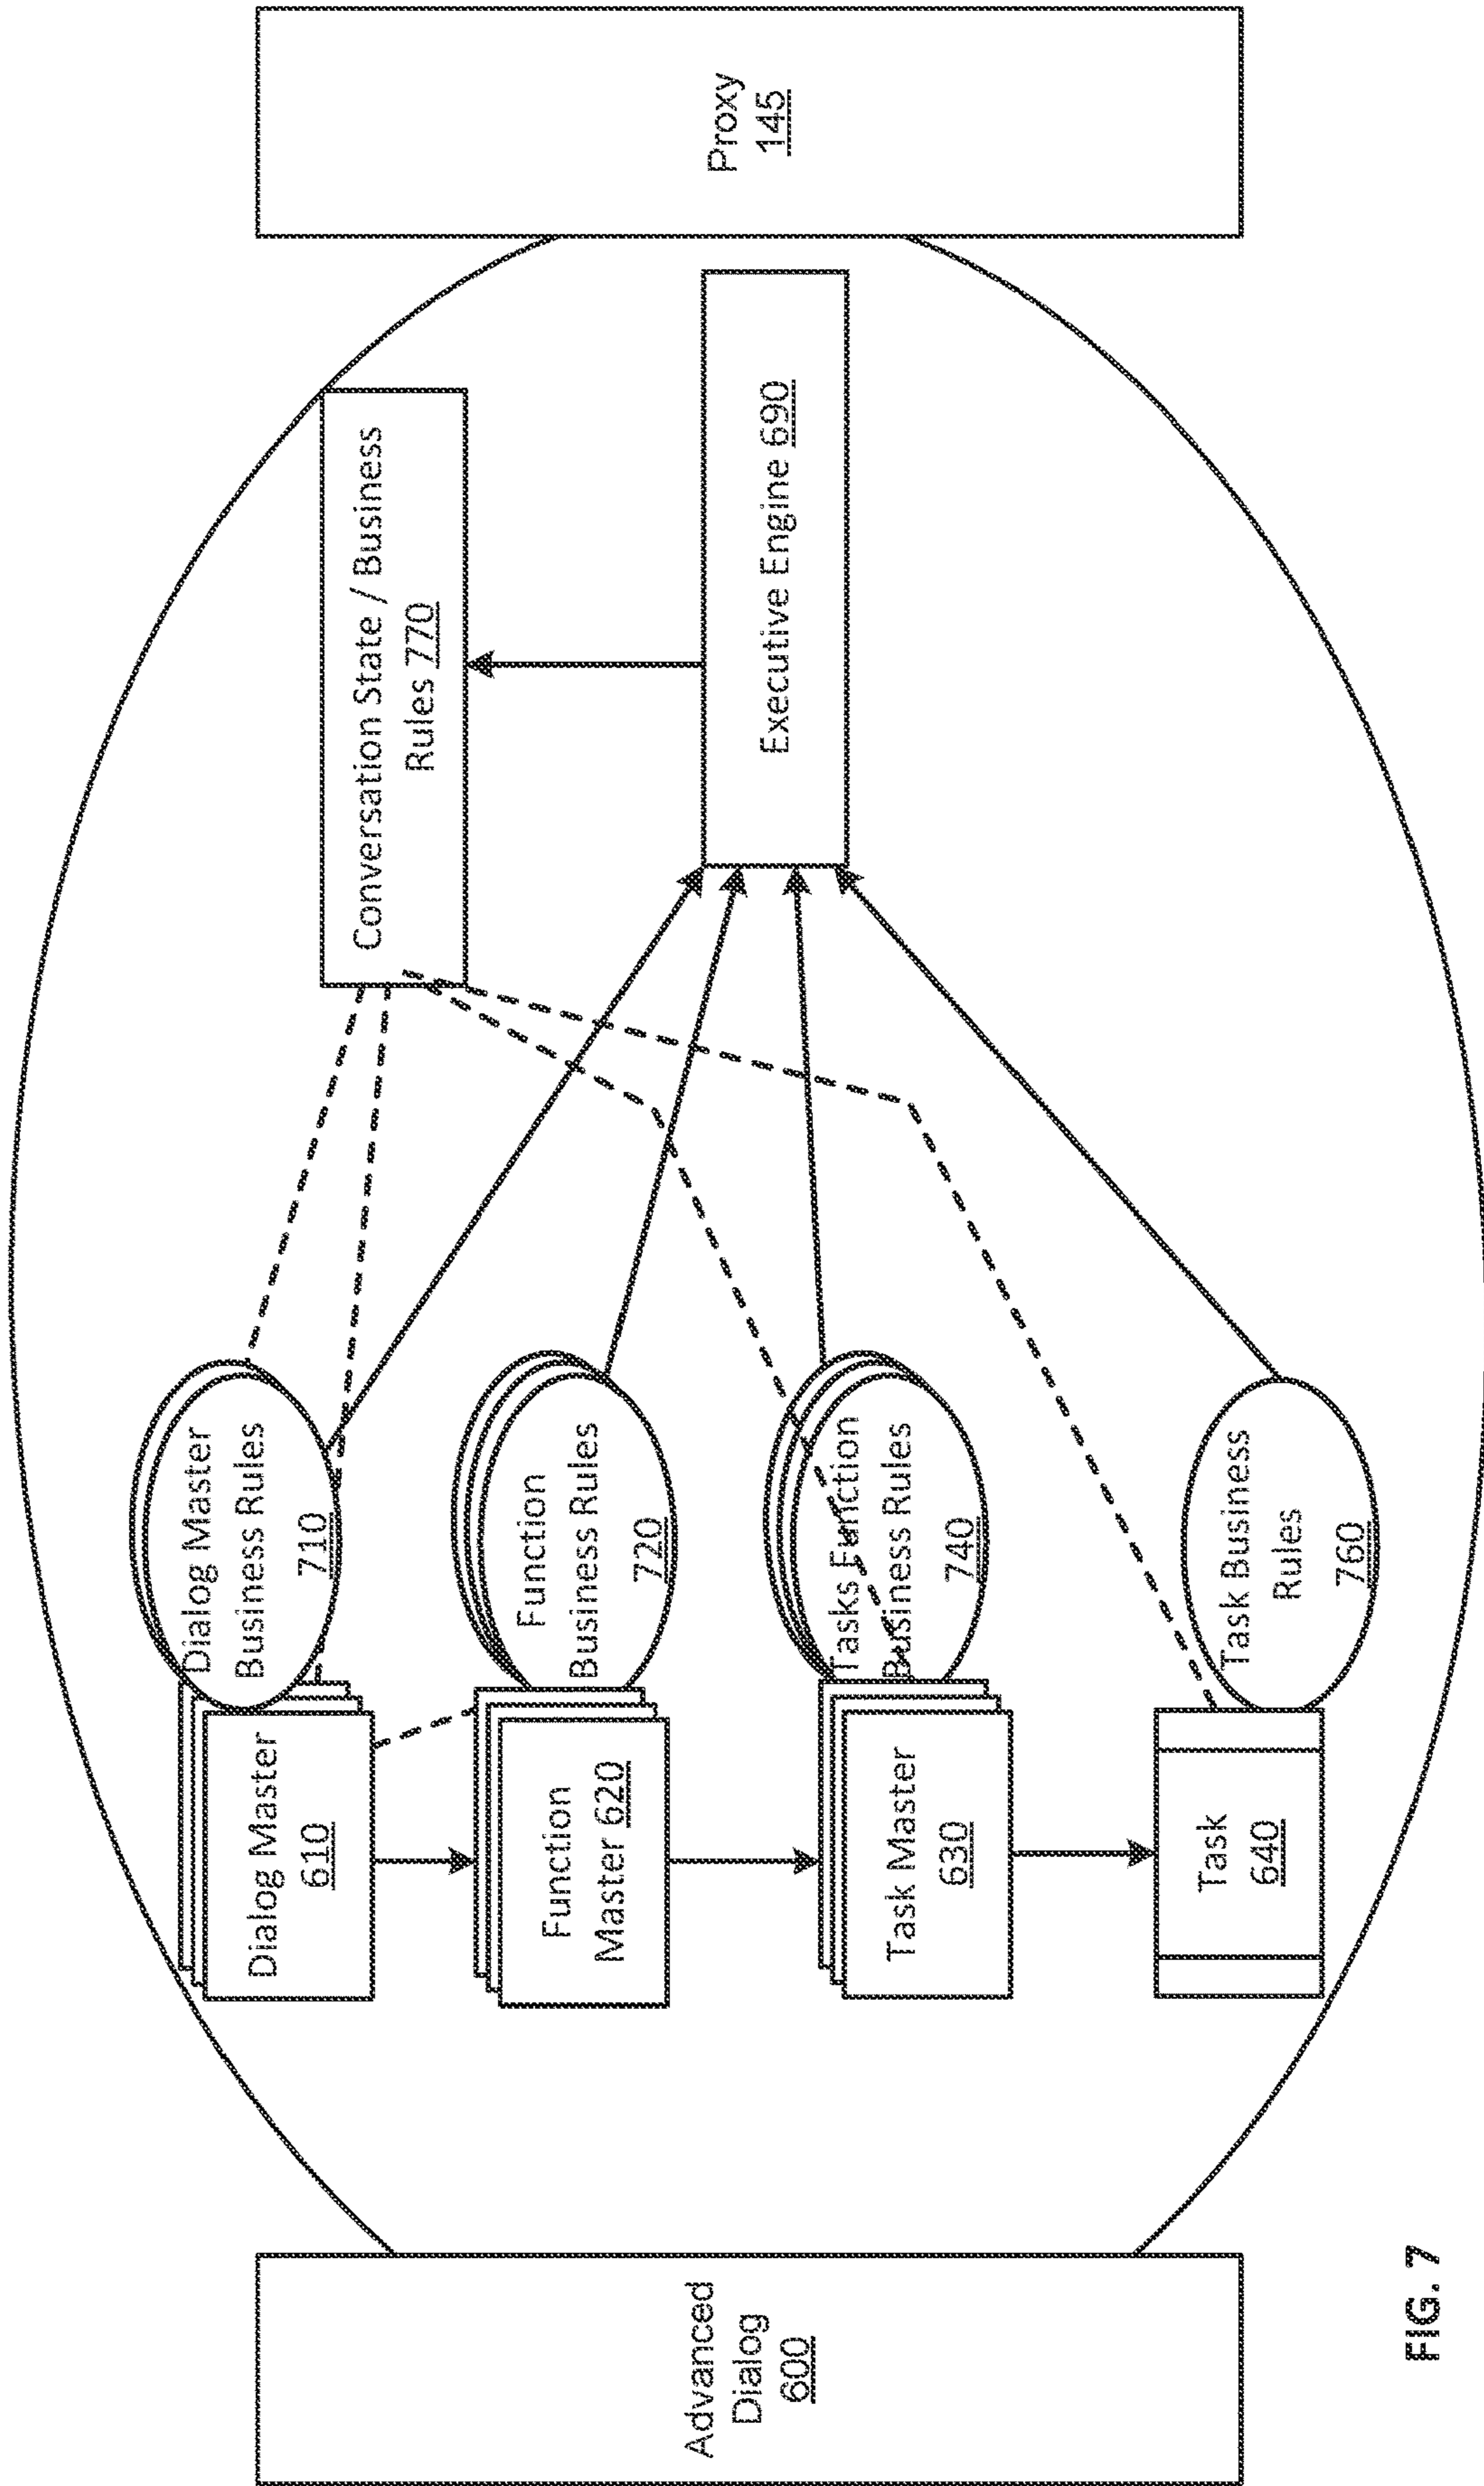 Advanced
Dialog
600
Dialog Master
610
Dialog Master
Business Rules
710
Function
Master 620
Function
Business Rules
720
Task Master
630
Tasks Function
Business Rules
740
Task
640
Task Business
Rules
760
Conversation State / Business
Rules 770
Executive Engine 690
Proxy
145
FIG. 7